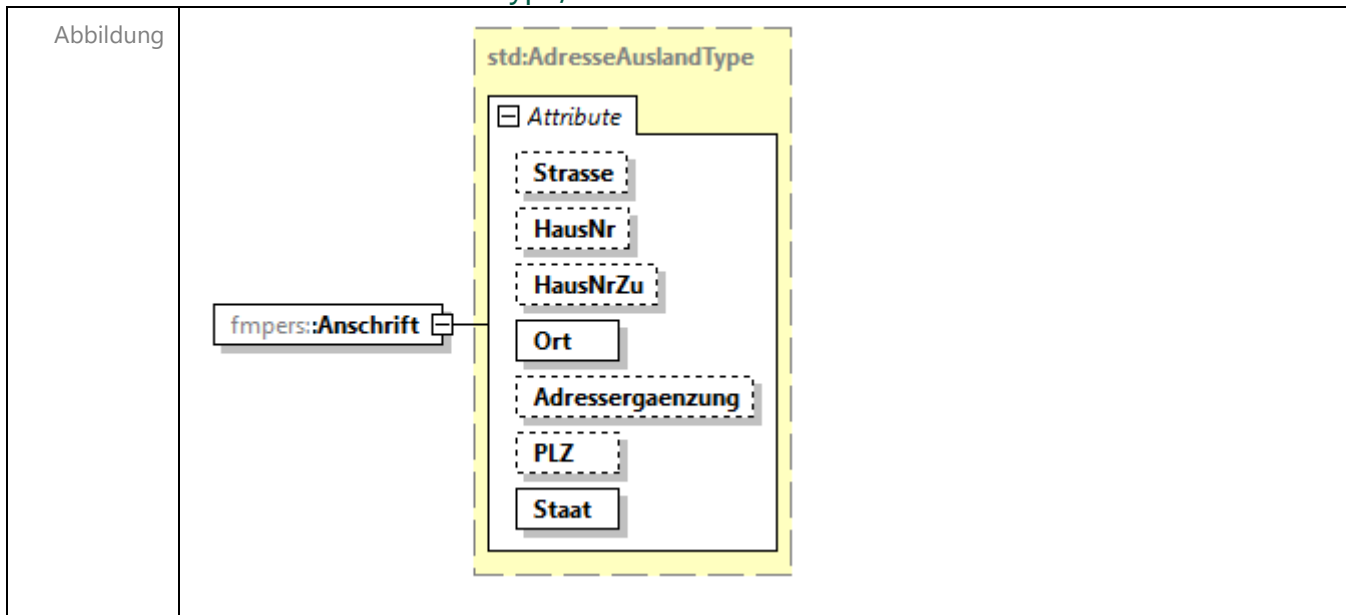 Abbildung
std:AdresseAuslandType
Attribute
Strasse
HausNr
HausNrZu
fmpers::Anschrift
Ort
Adressergaenzung
PLZ
Staat